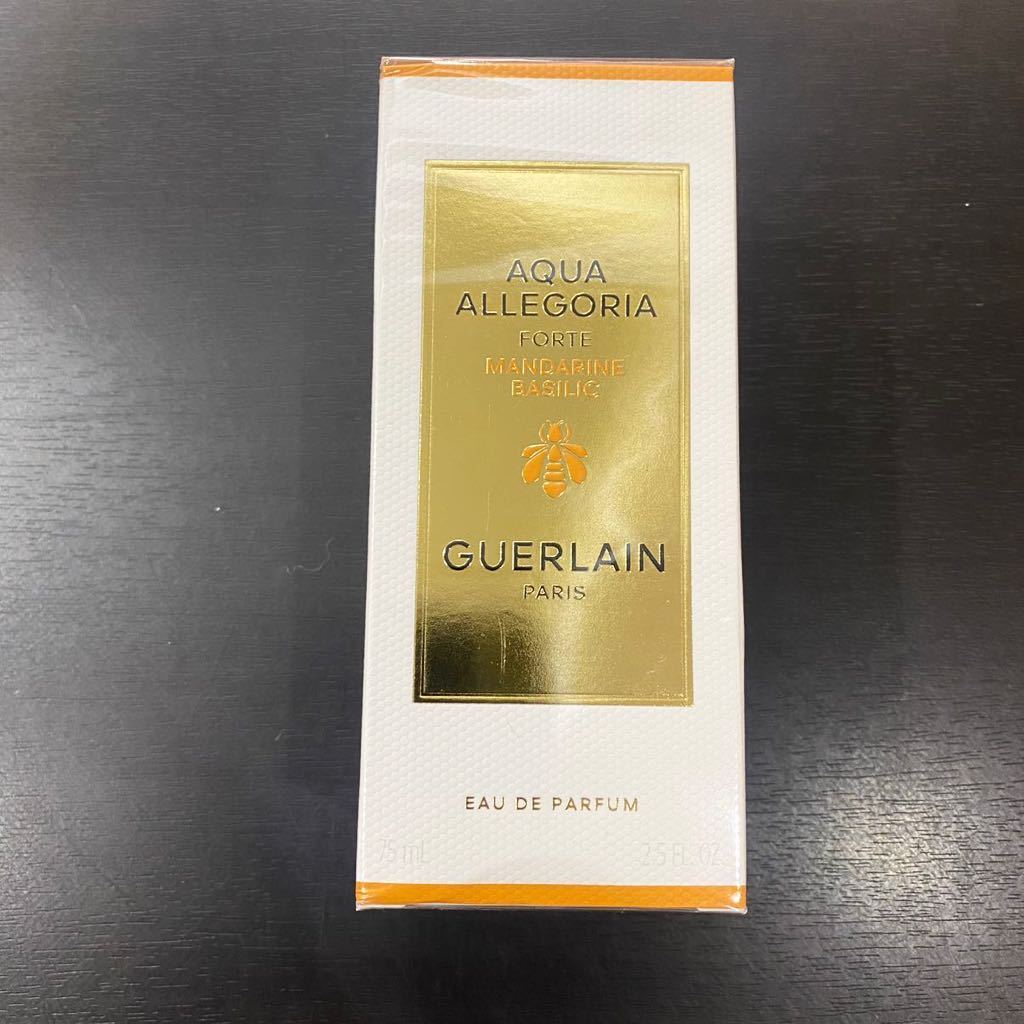 AQUA
ALLEGORIA
FORTE
MANDARINE
BASILIC
GUERLAIN
PARIS
EAU DE PARFUM
75 mL 2.5 FL. OZ.